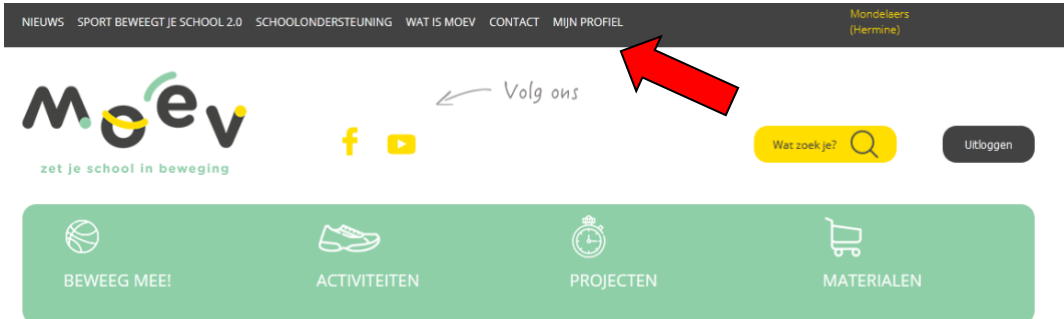 NIEUWS SPORT BEWEEGT JE SCHOOL 2.0 SCHOOLONDERSTEUNING WAT IS MOEV CONTACT MIJN PROFIEL
Mondelaers
(Hermine)
Moev
zet je school in beweging
Volg ons
Wat zoek je?
Uitloggen
BEWEEG MEE!
ACTIVITEITEN
PROJECTEN
MATERIALEN